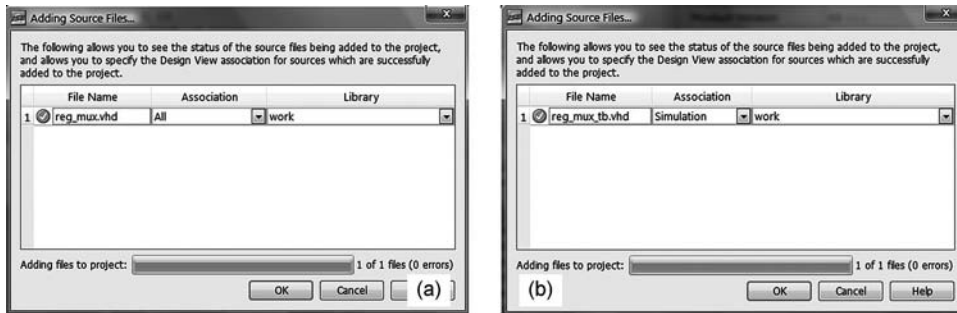 Adding Source Files...
The following allows you to see the status of the source files being added to the project,
and allows you to specify the Design View association for sources which are successfully
added to the project.
File Name Association Library
1 reg_mux.vhd All work
Adding files to project: 1 of 1 files (0 errors)
OK Cancel
(a)
Adding Source Files...
The following allows you to see the status of the source files being added to the project,
and allows you to specify the Design View association for sources which are successfully
added to the project.
File Name Association Library
1 reg_mux_tb.vhd Simulation work
Adding files to project: 1 of 1 files (0 errors)
(b)
OK Cancel Help